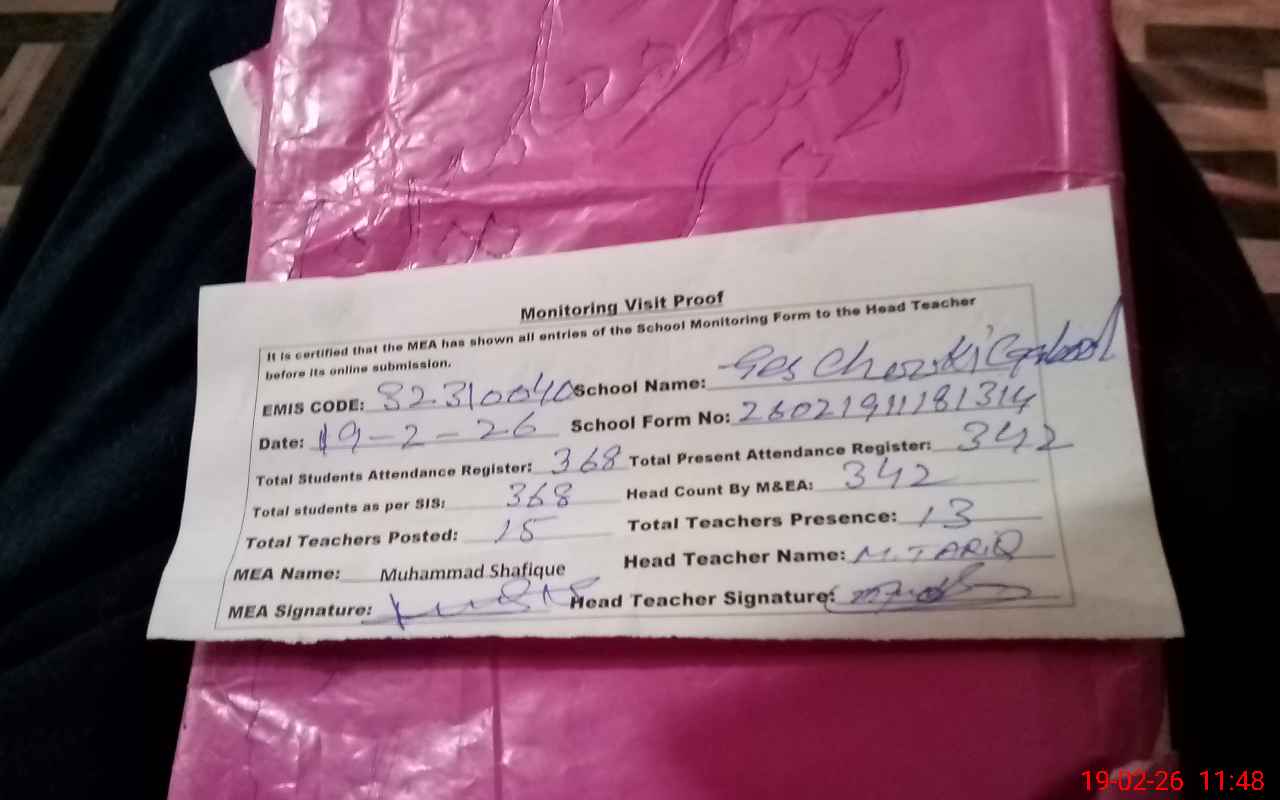 Monitoring Visit Proof
It is certified that the MEA has shown all entries of the School Monitoring Form to the Head Teacher
before its online submission.
EMIS CODE: 32310040 School Name: Ges Chowki Gabool
Date: 19-2-26 School Form No: 26021911181314
Total Students Attendance Register: 368 Total Present Attendance Register: 342
Total students as per SIS: 368 Head Count By M&EA: 342
Total Teachers Posted: 15 Total Teachers Presence: 13
MEA Name: Muhammad Shafique Head Teacher Name: M. TARIQ
MEA Signature: Head Teacher Signature:
19-02-26 11:48